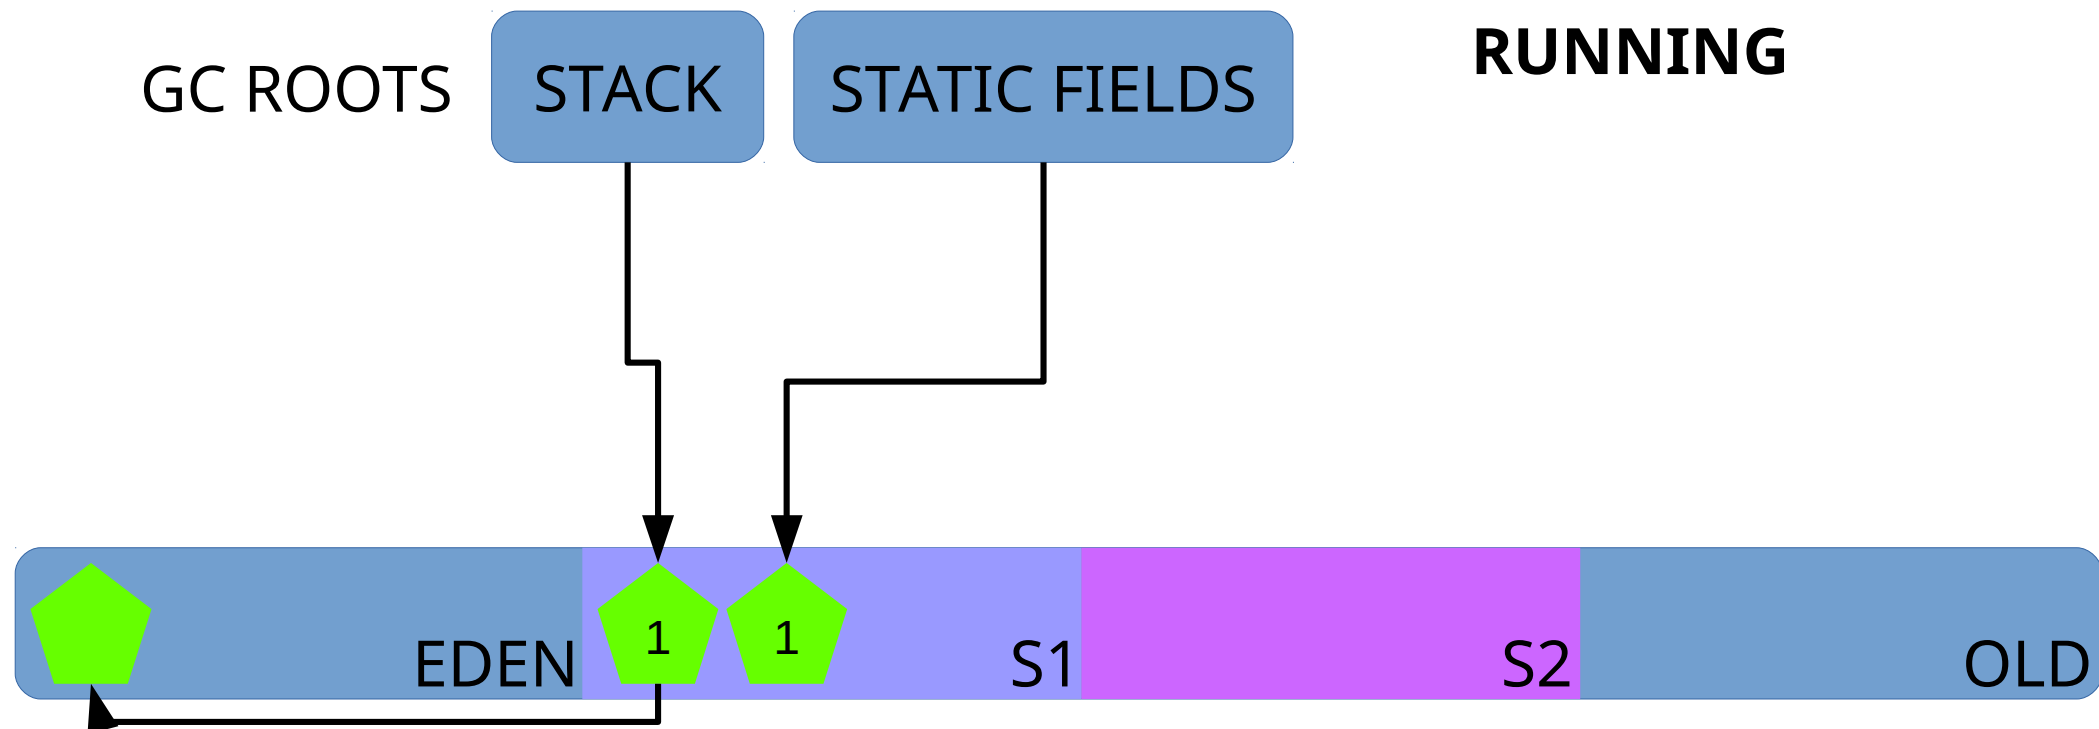 GC ROOTS
STACK
STATIC FIELDS
RUNNING
EDEN
1
1
S1
S2
OLD